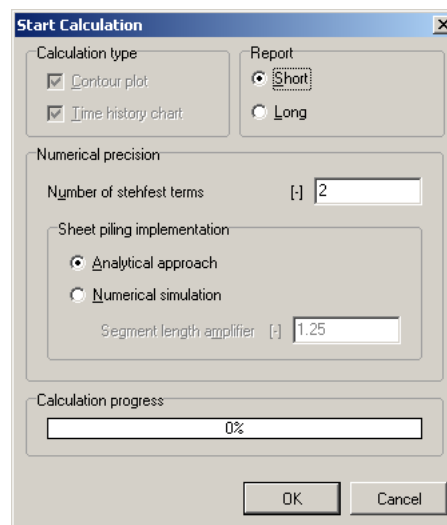 Start Calculation
Calculation type
Contour plot
Time history chart
Report
Short
Long
Numerical precision
Number of stehfest terms [-] 2
Sheet piling implementation
Analytical approach
Numerical simulation
Segment length amplifier [-] 1.25
Calculation progress
0%
OK Cancel